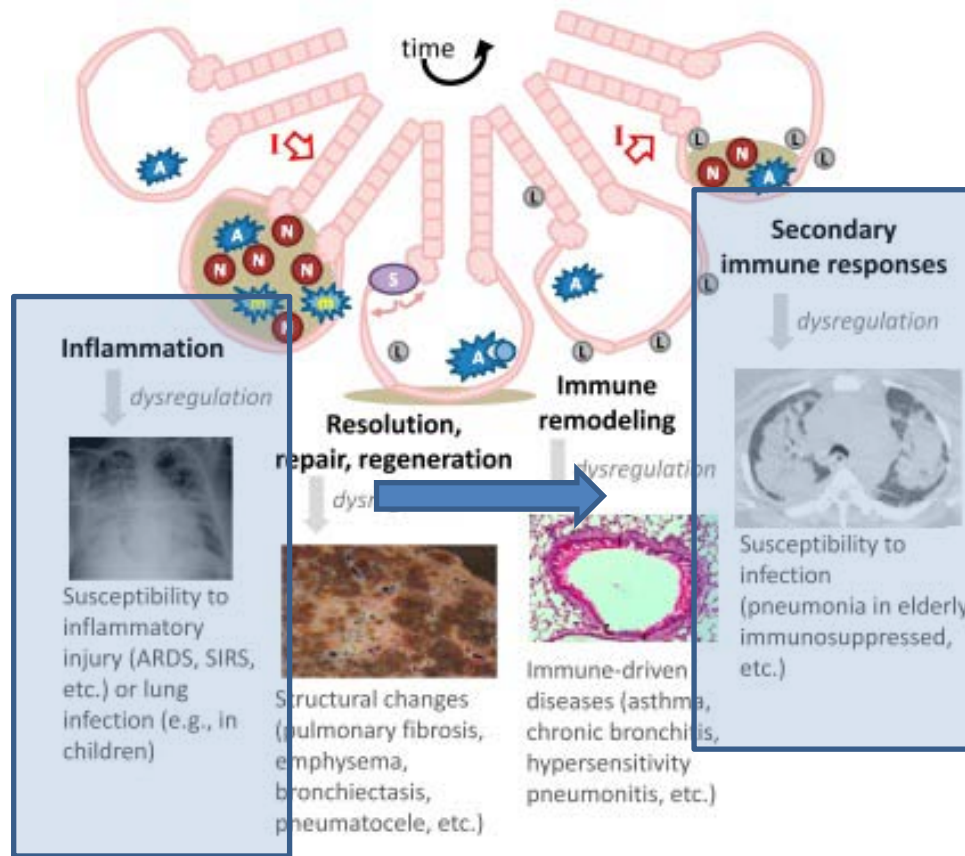 time
I
I
A
A
N
N
N
N
N
N
m
m
S
L
A
L
A
L
L
L
L
L
L
N
N
A
Inflammation
dysregulation
Susceptibility to
inflammatory
injury (ARDS, SIRS,
etc.) or lung
infection (e.g., in
children)
Resolution,
repair, regeneration
Structural changes
(pulmonary fibrosis,
emphysema,
bronchiectasis,
pneumatocele, etc.)
Immune
remodeling
dysregulation
Immune-driven
diseases (asthma,
chronic bronchitis,
hypersensitivity
pneumonitis, etc.)
Secondary
immune responses
dysregulation
Susceptibility to
infection
(pneumonia in elderly
immunosuppressed,
etc.)